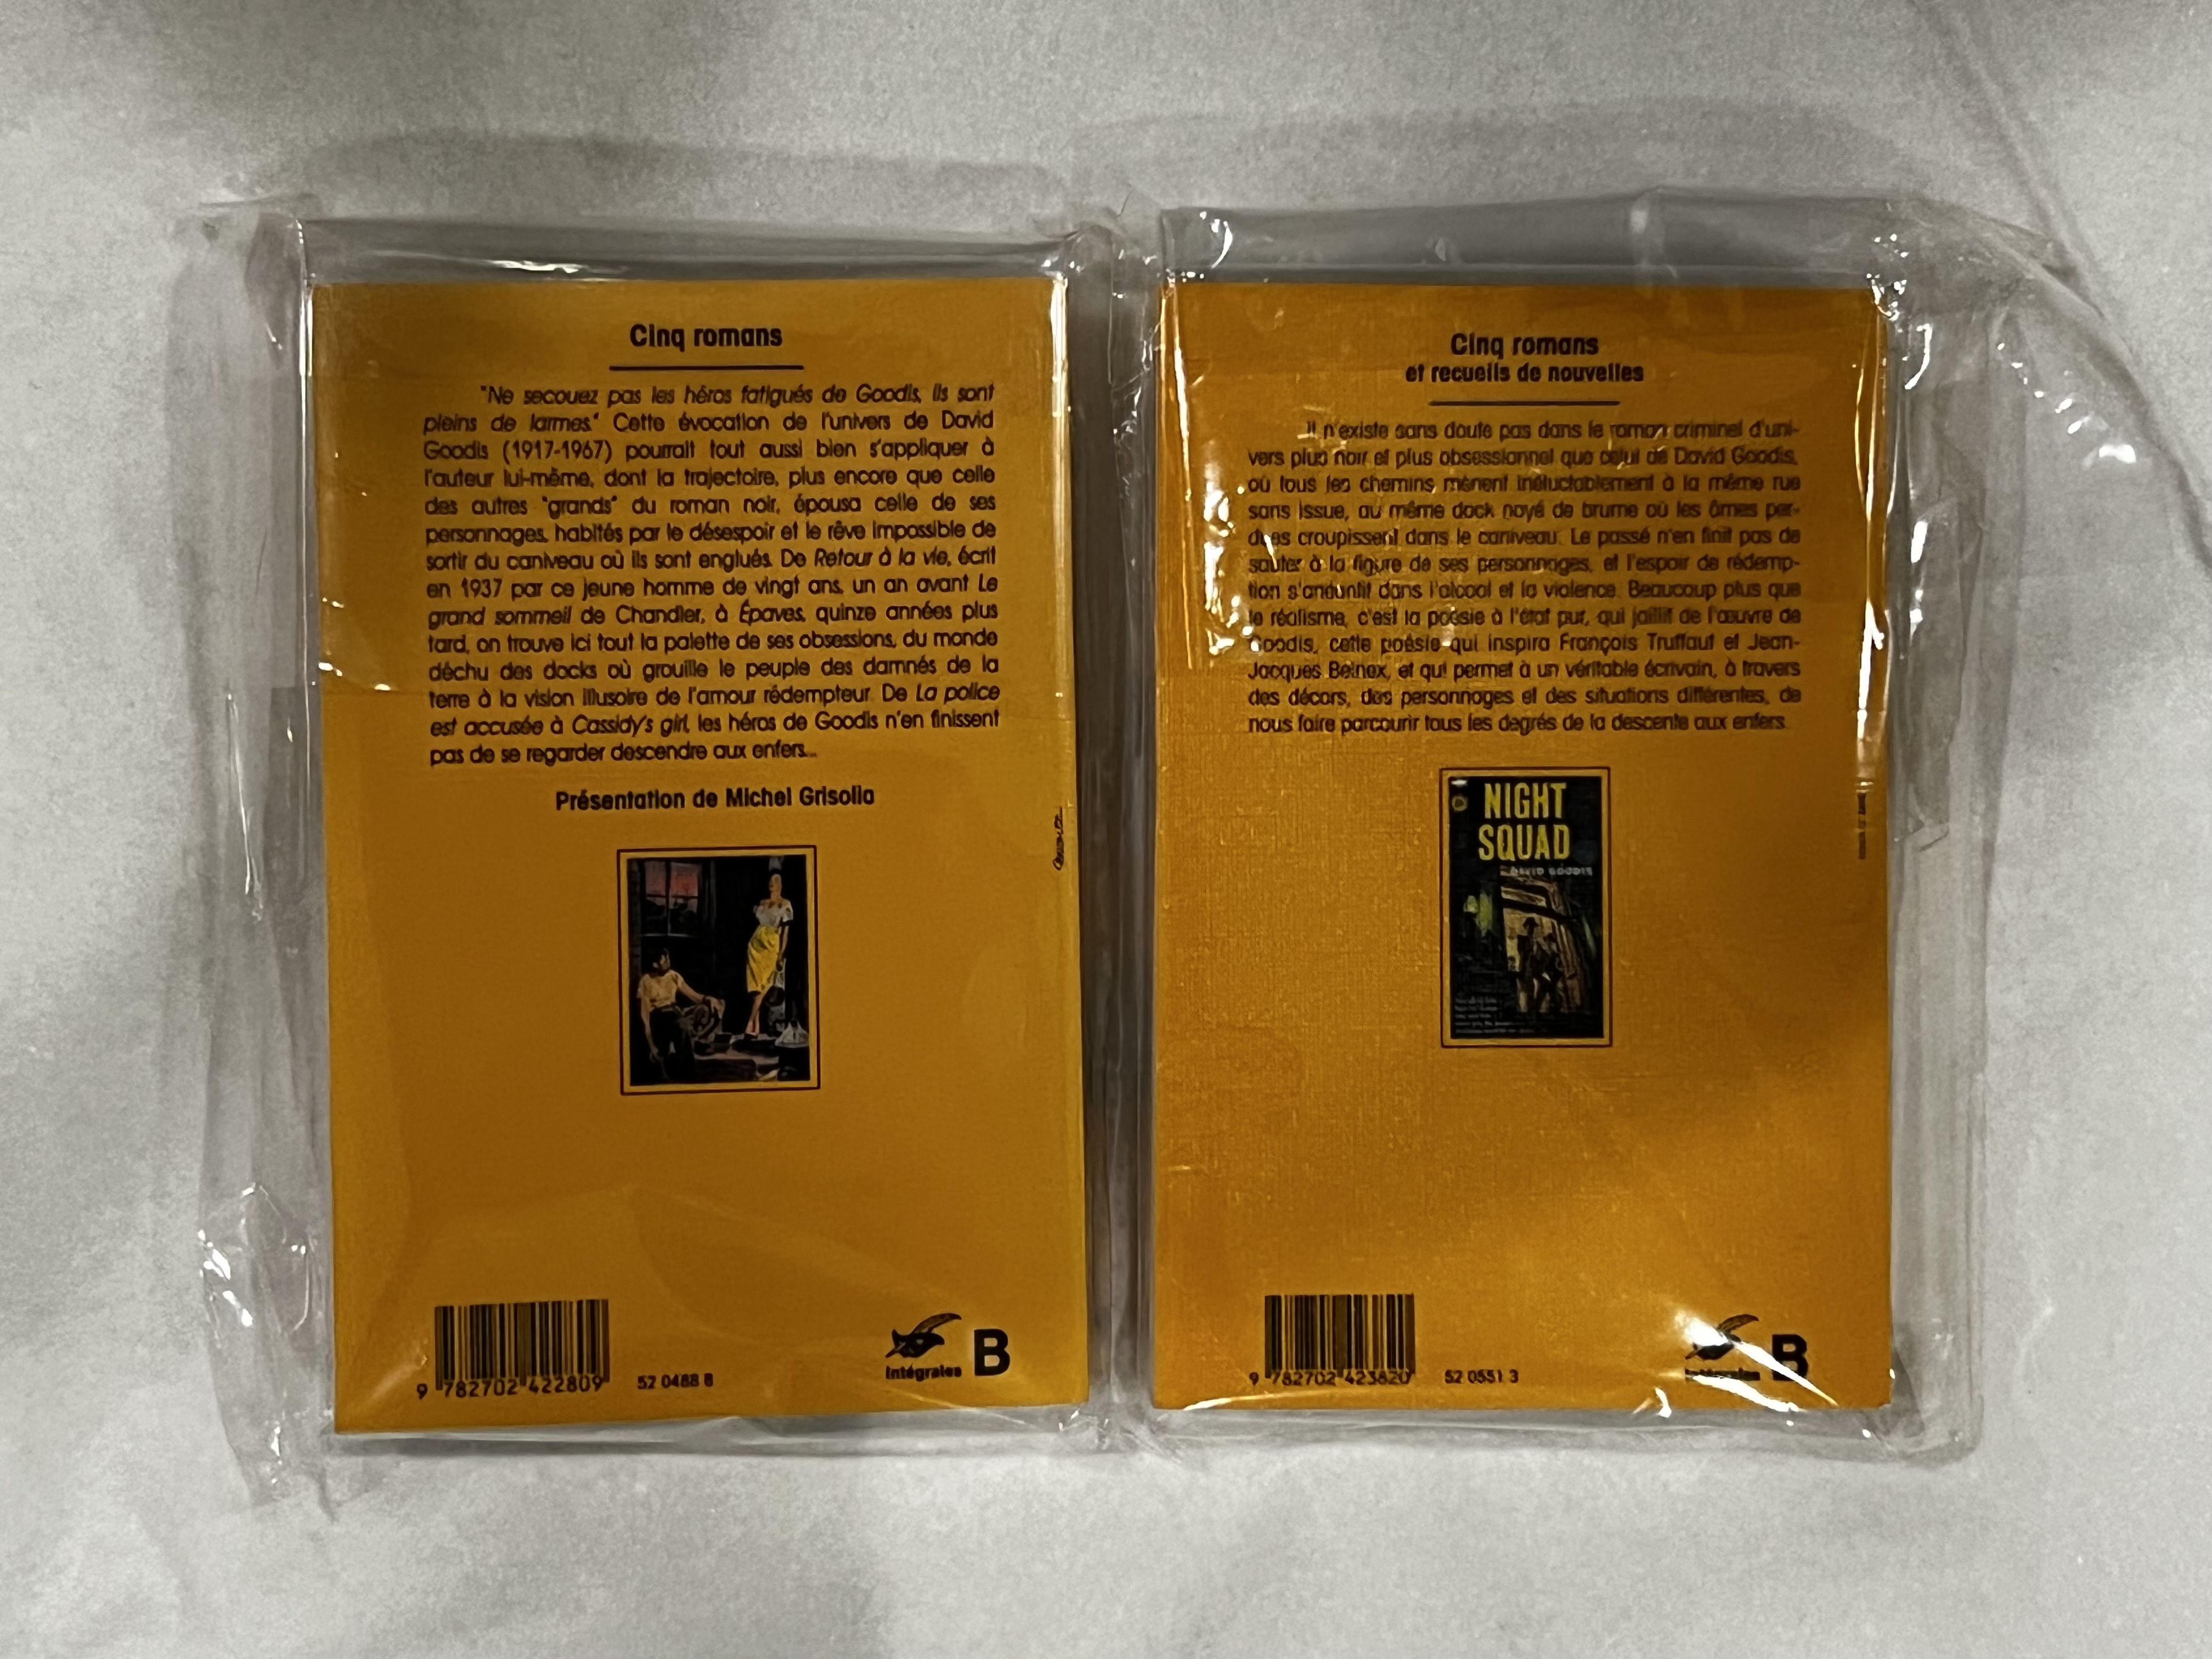 Cinq romans
"Ne secouez pas les héros fatigués de Goodis, ils sont
pleins de larmes." Cette évocation de l'univers de David
Goodis (1917-1967) pourrait tout aussi bien s'appliquer à
l'auteur lui-même, dont la trajectoire, plus encore que celle
des autres "grands" du roman noir, épousa celle de ses
personnages, habités par le désespoir et le rêve impossible de
sortir du caniveau où ils sont englués. De Retour à la vie, écrit
en 1937 par ce jeune homme de vingt ans, un an avant Le
grand sommeil de Chandler, à Épaves, quinze années plus
tard, on trouve ici tout la palette de ses obsessions, du monde
déchu des docks où grouille le peuple des damnés de la
terre à la vision illusoire de l'amour rédempteur. De La police
est accusée à Cassidy's girl, les héros de Goodis n'en finissent
pas de se regarder descendre aux enfers...
Présentation de Michel Grisolia
9 782702 422809
52 0488 8
Intégrales
B
Cinq romans
et recueils de nouvelles
Il n'existe sans doute pas dans le roman criminel d'uni-
vers plus noir et plus obsessionnel que celui de David Goodis,
où tous les chemins mènent inéluctablement à la même rue
sans issue, au même dock noyé de brume où les âmes per-
dues croupissent dans le caniveau. Le passé n'en finit pas de
sauter à la figure de ses personnages, et l'espoir de rédemp-
tion s'anéantit dans l'alcool et la violence. Beaucoup plus que
le réalisme, c'est la poésie à l'état pur, qui jaillit de l'œuvre de
Goodis, cette poésie qui inspira François Truffaut et Jean-
Jacques Beinex, et qui permet à un véritable écrivain, à travers
des décors, des personnages et des situations différentes, de
nous faire parcourir tous les degrés de la descente aux enfers.
NIGHT
SQUAD
DAVID GOODIS
9 782702 423820
52 0551 3
Intégrales
B